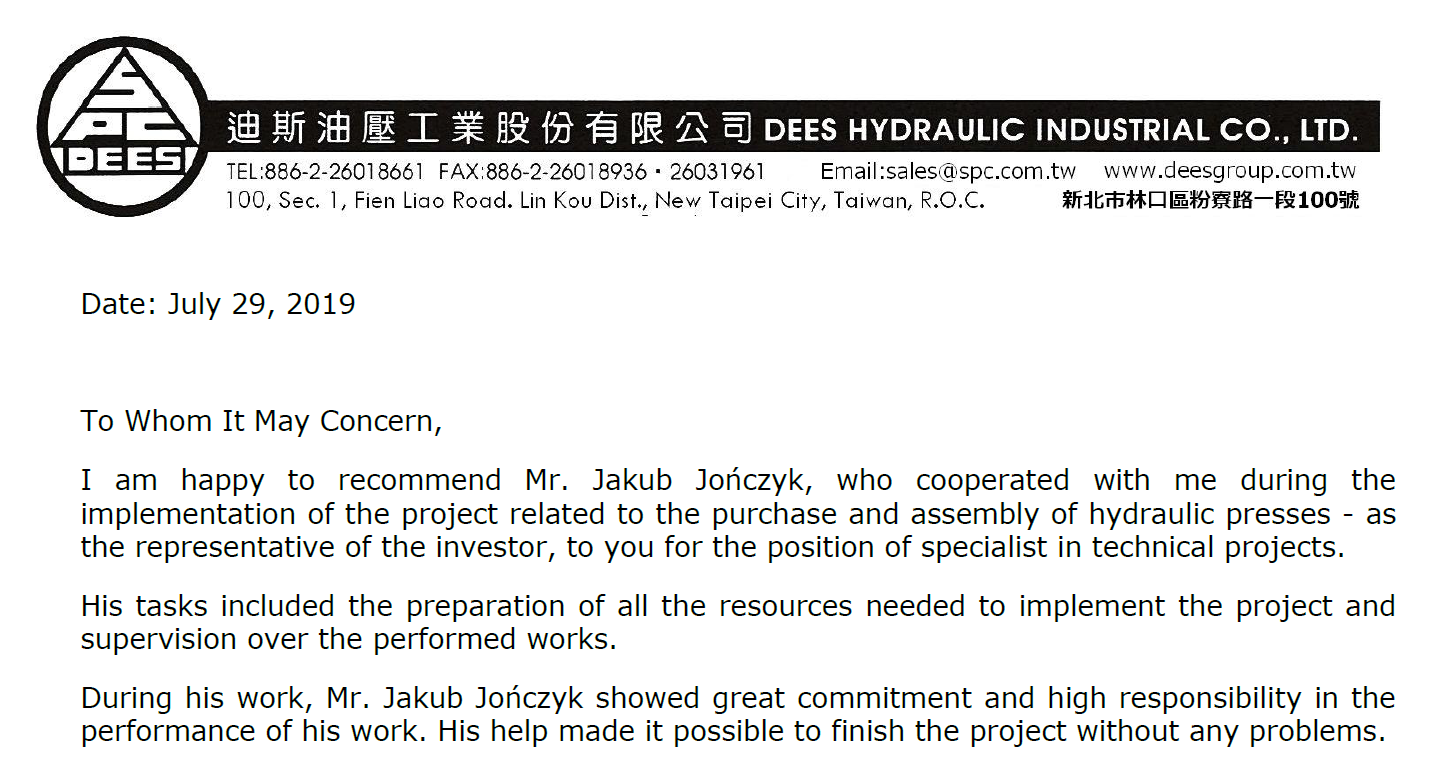 SPC
DEES
迪斯油壓工業股份有限公司 DEES HYDRAULIC INDUSTRIAL CO., LTD.
TEL:886-2-26018661 FAX:886-2-26018936・26031961 Email:sales@spc.com.tw www.deesgroup.com.tw
100, Sec. 1, Fien Liao Road. Lin Kou Dist., New Taipei City, Taiwan, R.O.C. 新北市林口區粉寮路一段100號
Date: July 29, 2019
To Whom It May Concern,
I am happy to recommend Mr. Jakub Jończyk, who cooperated with me during the
implementation of the project related to the purchase and assembly of hydraulic presses - as
the representative of the investor, to you for the position of specialist in technical projects.
His tasks included the preparation of all the resources needed to implement the project and
supervision over the performed works.
During his work, Mr. Jakub Jończyk showed great commitment and high responsibility in the
performance of his work. His help made it possible to finish the project without any problems.